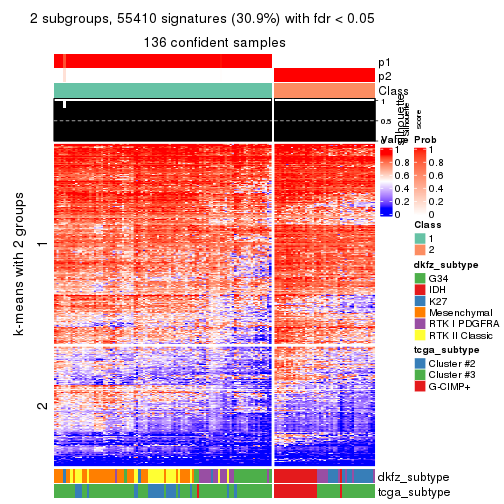 2 subgroups, 55410 signatures (30.9%) with fdr < 0.05
136 confident samples
p1
p2
Class
1
0.5
0
silhouette
Silhouette
score
k-means with 2 groups
1
2
Prob
1
0.8
0.6
0.4
0.2
0
1
0.8
0.6
0.4
0.2
0
Class
1
2
dkfz_subtype
G34
IDH
K27
Mesenchymal
RTK I PDGFRA
RTK II Classic
tcga_subtype
Cluster #2
Cluster #3
G-CIMP+
dkfz_subtype
tcga_subtype